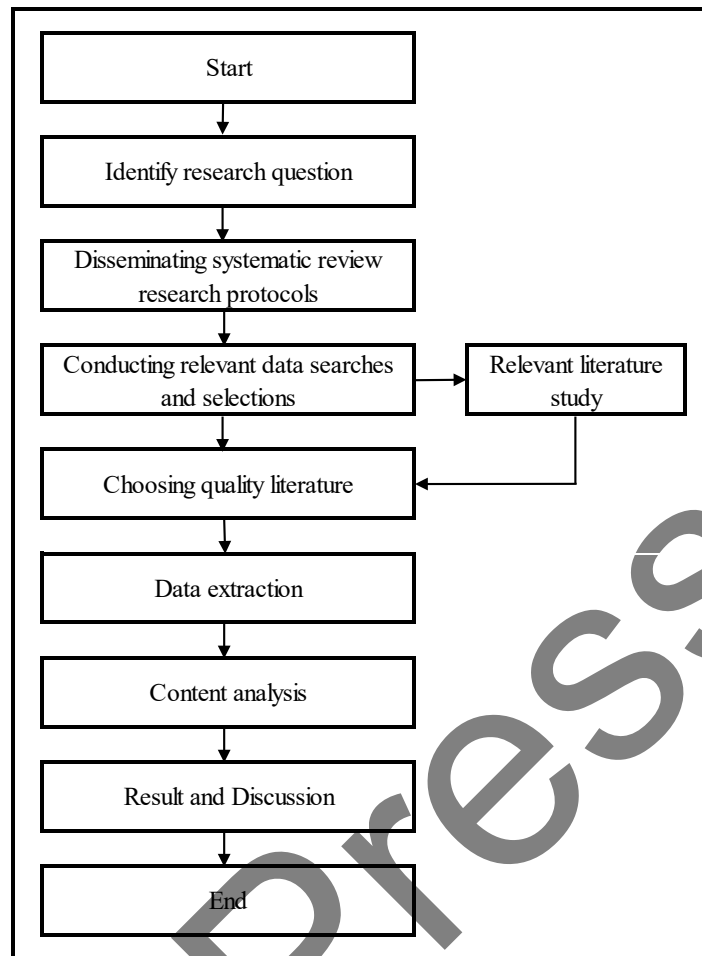 Start
Identify research question
Disseminating systematic review
research protocols
Conducting relevant data searches
and selections
Relevant literature
study
Choosing quality literature
Data extraction
Content analysis
Result and Discussion
End
Press